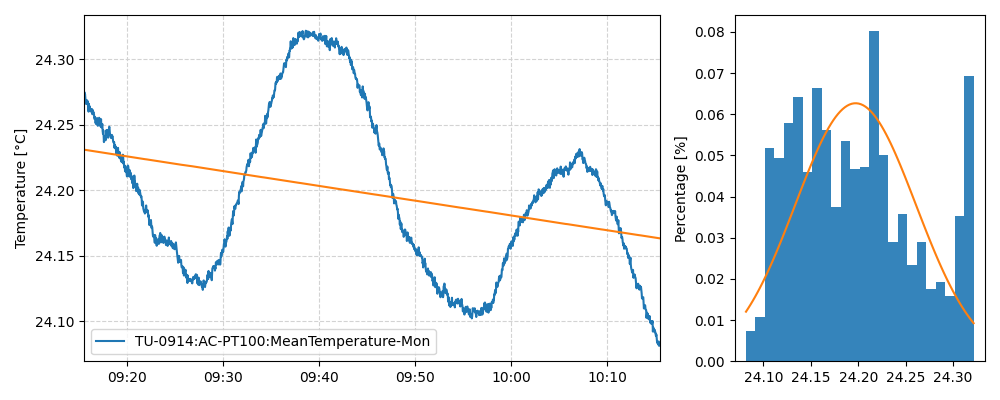 Temperature [°C]
24.30
24.25
24.20
24.15
24.10
09:20 09:30 09:40 09:50 10:00 10:10
TU-0914:AC-PT100:MeanTemperature-Mon
Percentage [%]
0.08
0.07
0.06
0.05
0.04
0.03
0.02
0.01
0.00
24.10 24.15 24.20 24.25 24.30